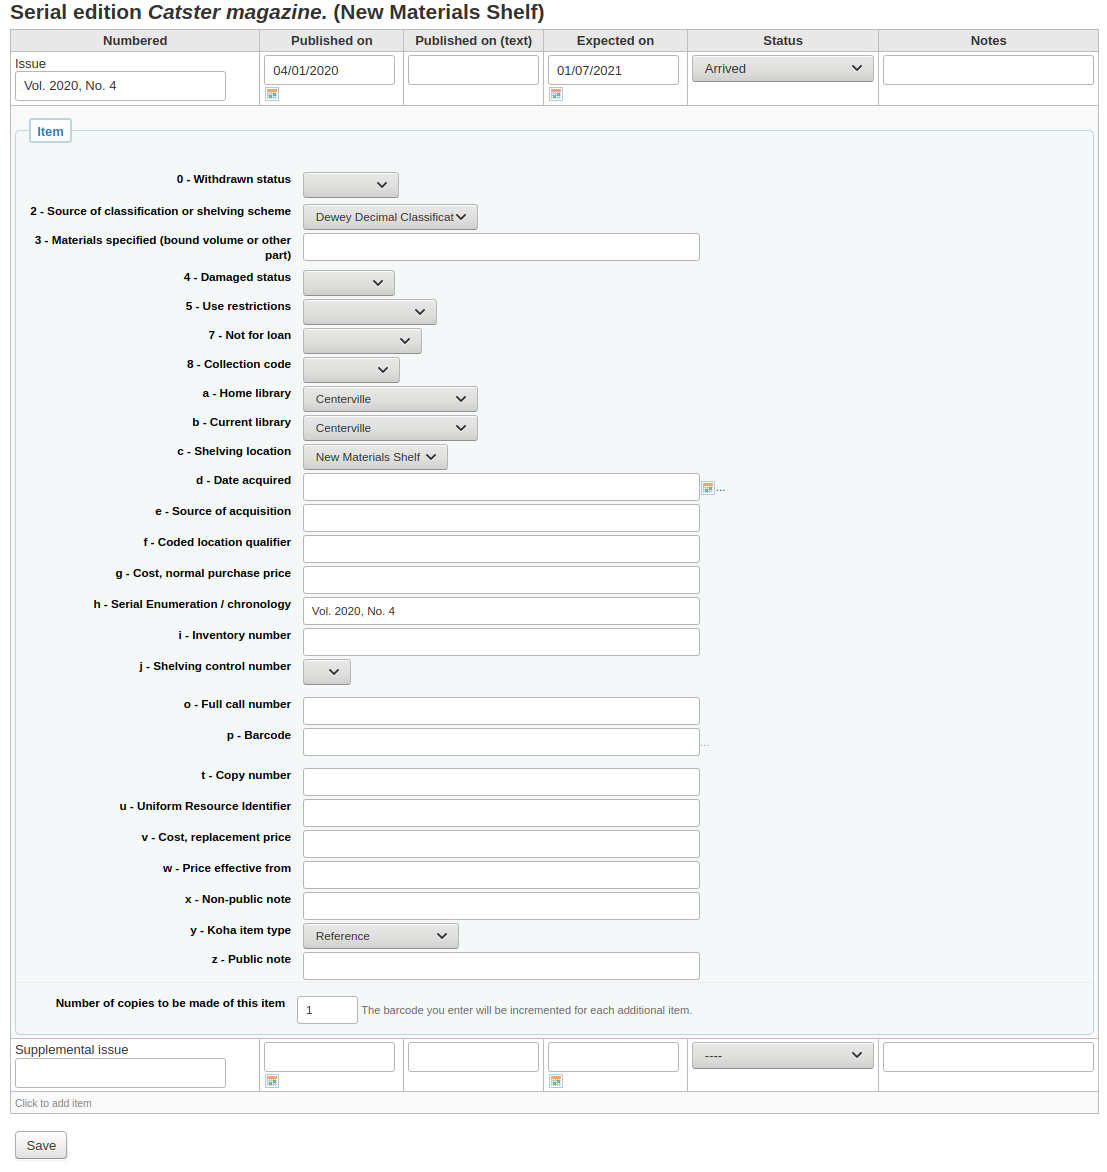 Serial edition Catster magazine. (New Materials Shelf)
Numbered Published on Published on (text) Expected on Status Notes
Issue
Vol. 2020, No. 4 04/01/2020 01/07/2021 Arrived
Item
0 - Withdrawn status
2 - Source of classification or shelving scheme Dewey Decimal Classificat
3 - Materials specified (bound volume or other
part)
4 - Damaged status
5 - Use restrictions
7 - Not for loan
8 - Collection code
a - Home library Centerville
b - Current library Centerville
c - Shelving location New Materials Shelf
d - Date acquired ...
e - Source of acquisition
f - Coded location qualifier
g - Cost, normal purchase price
h - Serial Enumeration / chronology Vol. 2020, No. 4
i - Inventory number
j - Shelving control number
o - Full call number
p - Barcode ...
t - Copy number
u - Uniform Resource Identifier
v - Cost, replacement price
w - Price effective from
x - Non-public note
y - Koha item type Reference
z - Public note
Number of copies to be made of this item 1 The barcode you enter will be incremented for each additional item.
Supplemental issue ----
Click to add item
Save